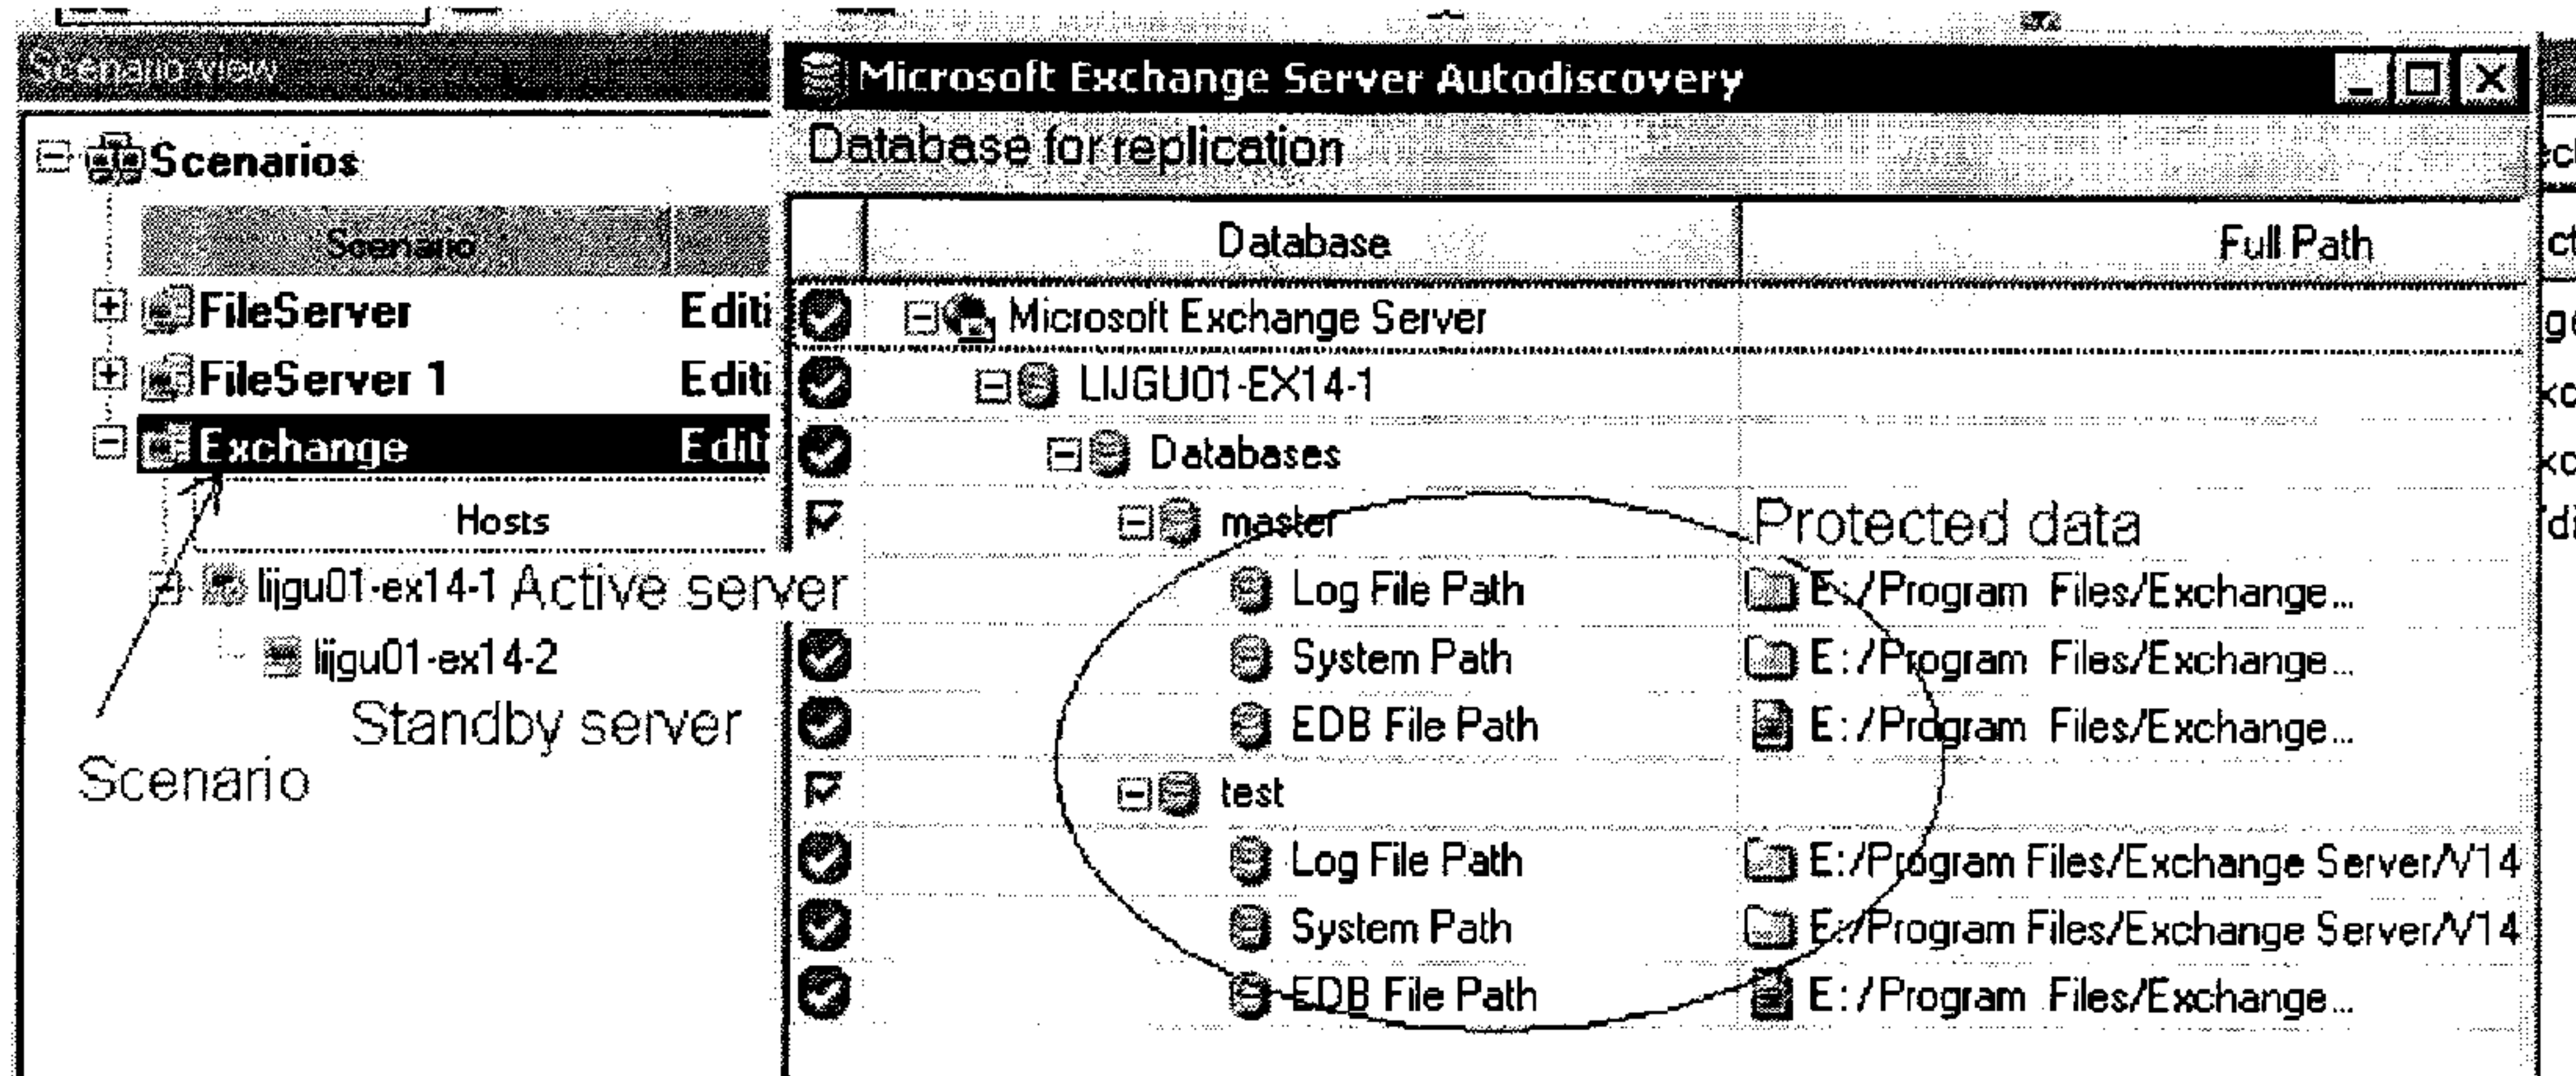 Scenario view
Scenarios
Scenario
FileServer Editi
FileServer 1 Editi
Exchange Editi
Hosts
lijgu01-ex14-1 Active server
lijgu01-ex14-2
Standby server
Scenario
Microsoft Exchange Server Autodiscovery
Database for replication
Database Full Path
Microsoft Exchange Server
LIJGU01-EX14-1
Databases
master Protected data
Log File Path E:/Program Files/Exchange...
System Path E:/Program Files/Exchange...
EDB File Path E:/Program Files/Exchange...
test
Log File Path E:/Program Files/Exchange Server/V14
System Path E:/Program Files/Exchange Server/V14
EDB File Path E:/Program Files/Exchange...